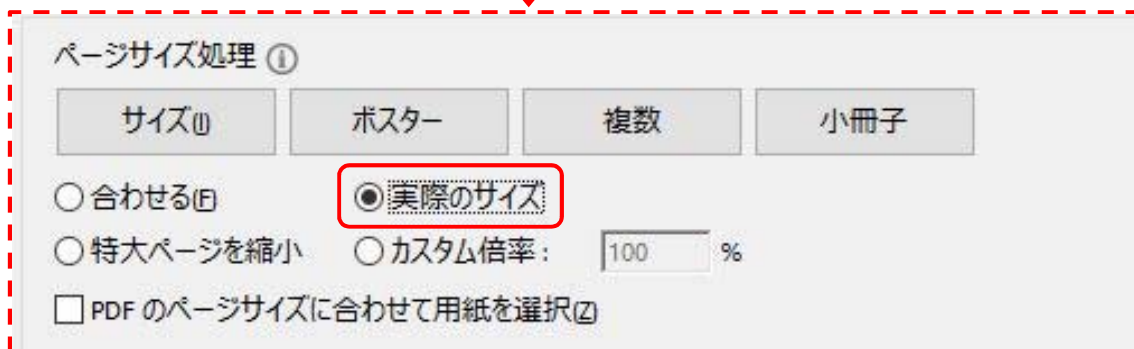 ページサイズ処理 ⓘ
サイズ(I) ポスター 複数 小冊子
合わせる(F) 実際のサイズ
特大ページを縮小 カスタム倍率: 100 %
PDF のページサイズに合わせて用紙を選択(Z)